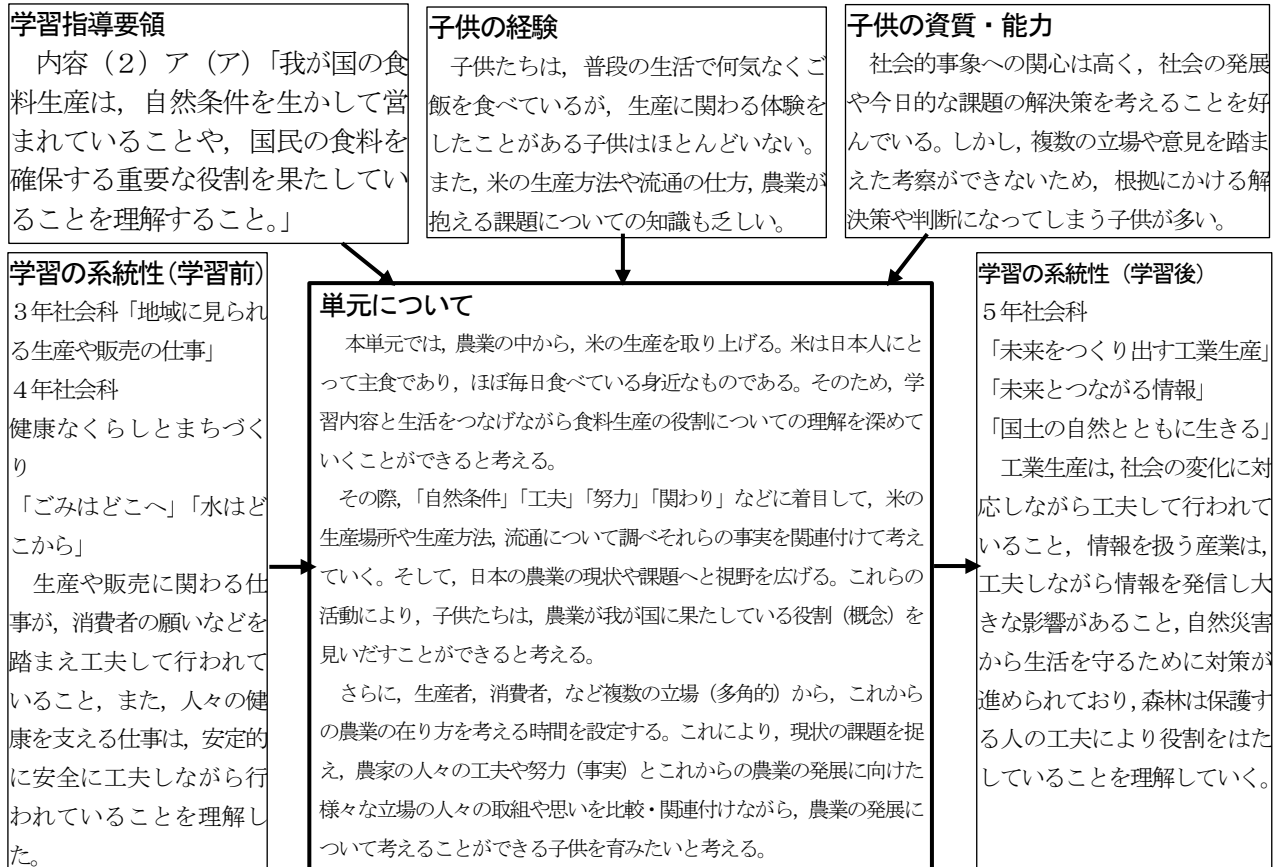 学習指導要領
　内容（２）ア（ア）「我が国の食
料生産は，自然条件を生かして営
まれていることや，国民の食料を
確保する重要な役割を果たしてい
ることを理解すること。」
子供の経験
　子供たちは，普段の生活で何気なくご
飯を食べているが，生産に関わる体験を
したことがある子供はほとんどいない。
また，米の生産方法や流通の仕方，農業が
抱える課題についての知識も乏しい。
子供の資質・能力
　社会的事象への関心は高く，社会の発展
や今日的な課題の解決策を考えることを好
んでいる。しかし，複数の立場や意見を踏ま
えた考察ができないため，根拠にかける解
決策や判断になってしまう子供が多い。
学習の系統性（学習前）
３年社会科「地域に見られ
る生産や販売の仕事」
４年社会科
健康なくらしとまちづく
り
「ごみはどこへ」「水はど
こから」
　生産や販売に関わる仕
事が，消費者の願いなどを
踏まえ工夫して行われて
いること，また，人々の健
康を支える仕事は，安定的
に安全に工夫しながら行
われていることを理解し
た。
単元について
　本単元では，農業の中から，米の生産を取り上げる。米は日本人にと
って主食であり，ほぼ毎日食べている身近なものである。そのため，学
習内容と生活をつなげながら食料生産の役割についての理解を深めて
いくことができると考える。
　その際，「自然条件」「工夫」「努力」「関わり」などに着目して，米の
生産場所や生産方法，流通について調べそれらの事実を関連付けて考え
ていく。そして，日本の農業の現状や課題へと視野を広げる。これらの
活動により，子供たちは，農業が我が国に果たしている役割（概念）を
見いだすことができると考える。
　さらに，生産者，消費者，など複数の立場（多角的）から，これから
の農業の在り方を考える時間を設定する。これにより，現状の課題を捉
え，農家の人々の工夫や努力（事実）とこれからの農業の発展に向けた
様々な立場の人々の取組や思いを比較・関連付けながら，農業の発展に
ついて考えることができる子供を育みたいと考える。
学習の系統性（学習後）
５年社会科
「未来をつくり出す工業生産」
「未来とつながる情報」
「国土の自然とともに生きる」
　工業生産は，社会の変化に対
応しながら工夫して行われて
いること，情報を扱う産業は，
工夫しながら情報を発信し大
きな影響があること，自然災害
から生活を守るために対策が
進められており，森林は保護す
る人の工夫により役割をはた
していることを理解していく。